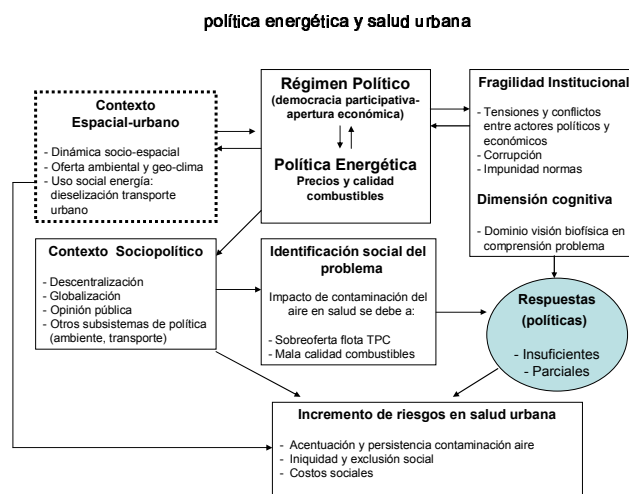 política energética y salud urbana
Contexto
Espacial-urbano
- Dinámica socio-espacial
- Oferta ambiental y geo-clima
- Uso social energía:
dieselización transporte
urbano
Régimen Político
(democracia participativa-
apertura económica)
Política Energética
Precios y calidad
combustibles
Fragilidad Institucional
- Tensiones y conflictos
entre actores políticos y
económicos
- Corrupción
- Impunidad normas
Dimensión cognitiva
- Dominio visión biofísica en
comprensión problema
Contexto Sociopolítico
- Descentralización
- Globalización
- Opinión pública
- Otros subsistemas de política
(ambiente, transporte)
Identificación social del
problema
Impacto de contaminación del
aire en salud se debe a:
- Sobreoferta flota TPC
- Mala calidad combustibles
Respuestas
(políticas)
- Insuficientes
- Parciales
Incremento de riesgos en salud urbana
- Acentuación y persistencia contaminación aire
- Iniquidad y exclusión social
- Costos sociales